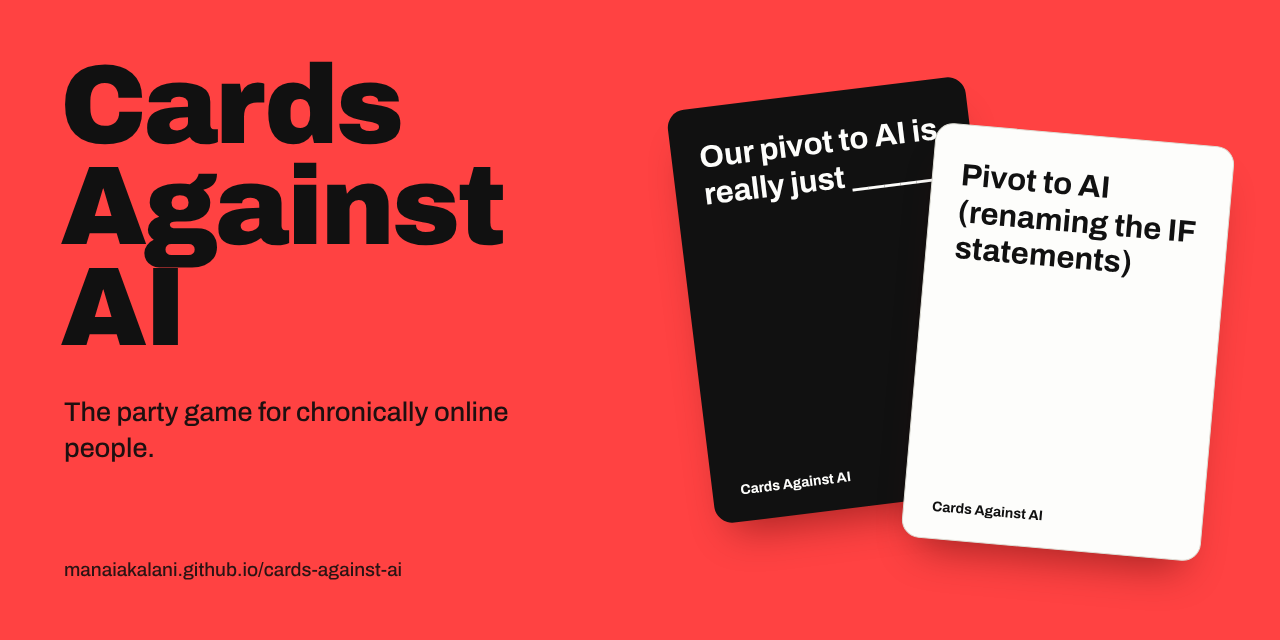 Cards
Against
AI
The party game for chronically online
people.
manaiakalani.github.io/cards-against-ai
Our pivot to AI is
really just ______
Cards Against AI
Pivot to AI
(renaming the IF
statements)
Cards Against AI